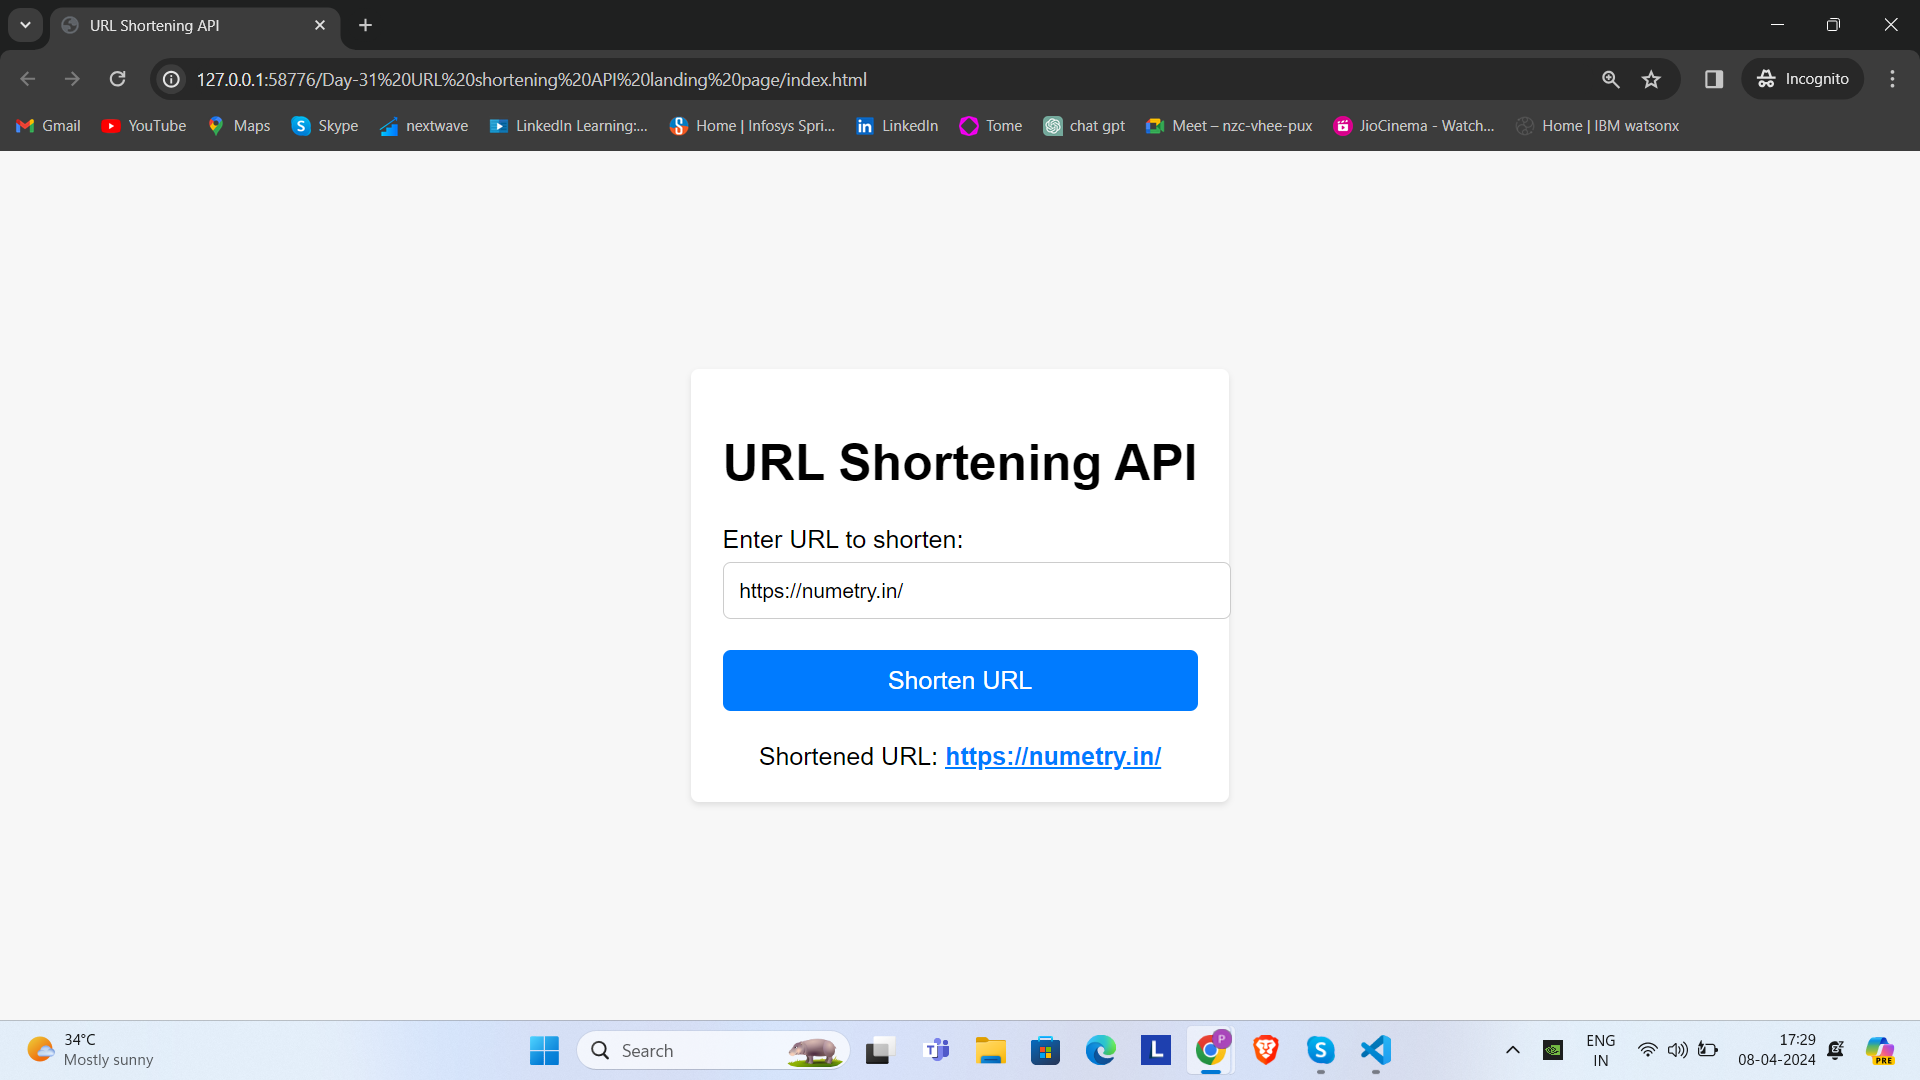 URL Shortening API
127.0.0.1:58776/Day-31%20URL%20shortening%20API%20landing%20page/index.html
Incognito
Gmail YouTube Maps Skype nextwave LinkedIn Learning:... Home | Infosys Spri... LinkedIn Tome chat gpt Meet – nzc-vhee-pux JioCinema - Watch... Home | IBM watsonx
URL Shortening API
Enter URL to shorten:
https://numetry.in/
Shorten URL
Shortened URL: https://numetry.in/
34°C
Mostly sunny
Search
L
P
ENG
IN
17:29
08-04-2024
PRE